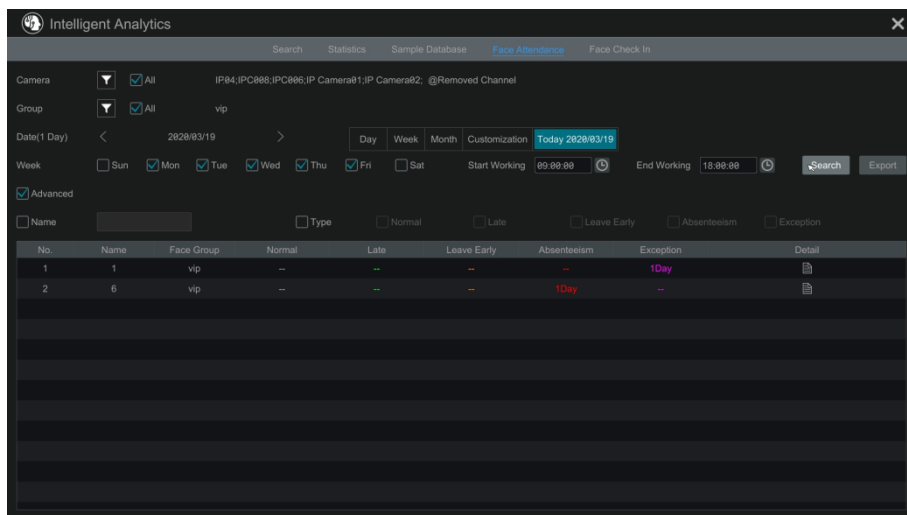 Intelligent Analytics
Search Statistics Sample Database Face Attendance Face Check In
Camera All IP04;IPC008;IPC006;IP Camera01;IP Camera02; @Removed Channel
Group All vip
Date(1 Day) < 2020/03/19 > Day Week Month Customization Today 2020/03/19
Week Sun Mon Tue Wed Thu Fri Sat Start Working 09:00:00 End Working 18:00:00 Search Export
Advanced
Name Type Normal Late Leave Early Absenteeism Exception
No. Name Face Group Normal Late Leave Early Absenteeism Exception Detail
1 1 vip -- -- -- -- 1Day
2 6 vip -- -- -- 1Day --